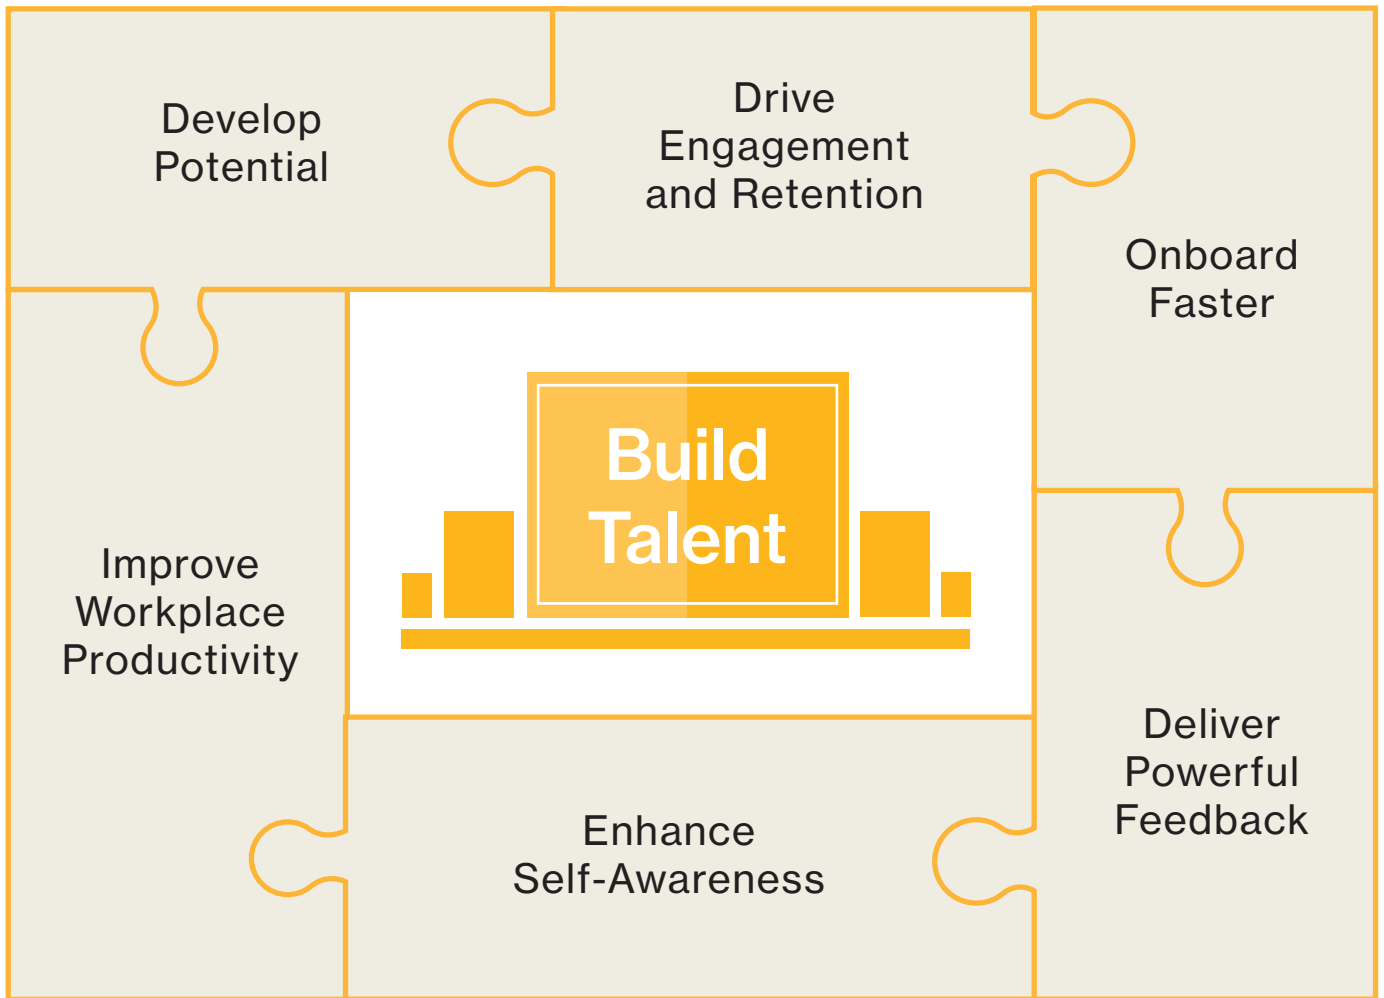 Develop
Potential
Drive
Engagement
and Retention
Onboard
Faster
Build
Talent
Improve
Workplace
Productivity
Deliver
Powerful
Feedback
Enhance
Self-Awareness